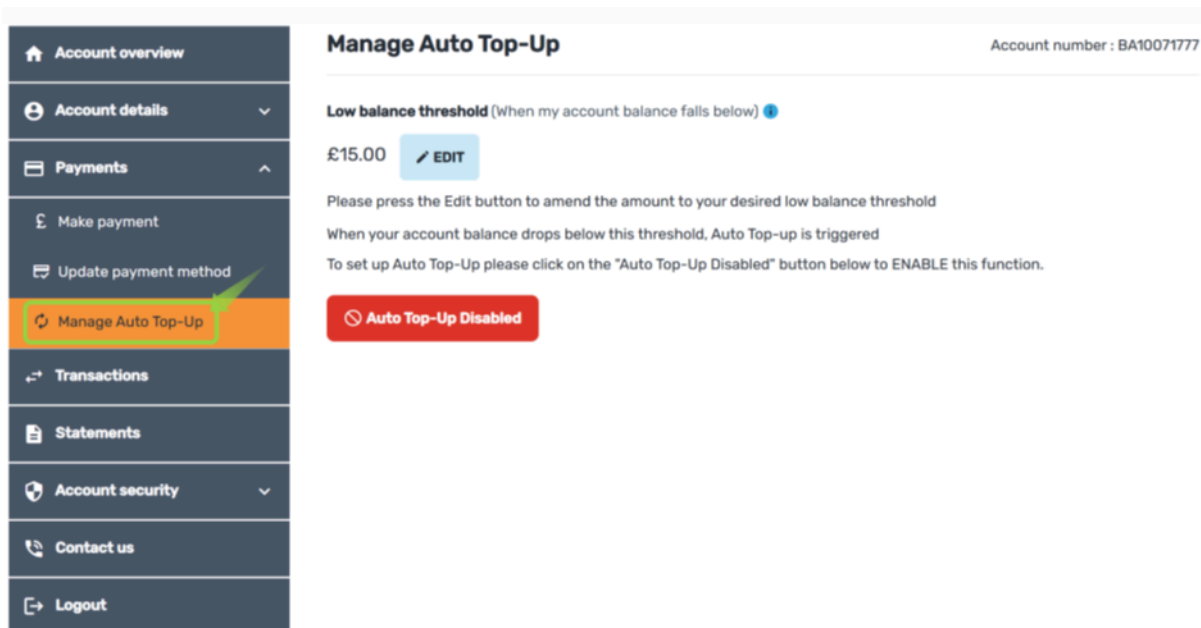 Account overview
Account details
Payments
£ Make payment
Update payment method
Manage Auto Top-Up
Transactions
Statements
Account security
Contact us
Logout
Manage Auto Top-Up
Account number : BA10071777
Low balance threshold (When my account balance falls below)
£15.00
EDIT
Please press the Edit button to amend the amount to your desired low balance threshold
When your account balance drops below this threshold, Auto Top-up is triggered
To set up Auto Top-Up please click on the "Auto Top-Up Disabled" button below to ENABLE this function.
Auto Top-Up Disabled